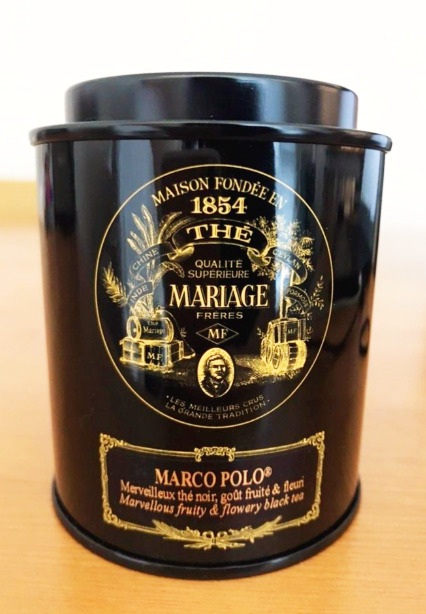 MAISON FONDÉE EN
1854
THÉ
CHINE
CEYLAN
QUALITÉ
SUPÉRIEURE
MARIAGE
FRÈRES
MF
MF
MF
·LES MEILLEURS CRUS
LA GRANDE TRADITION·
MARCO POLO®
Merveilleux thé noir, goût fruité & fleuri
Marvellous fruity & flowery black tea